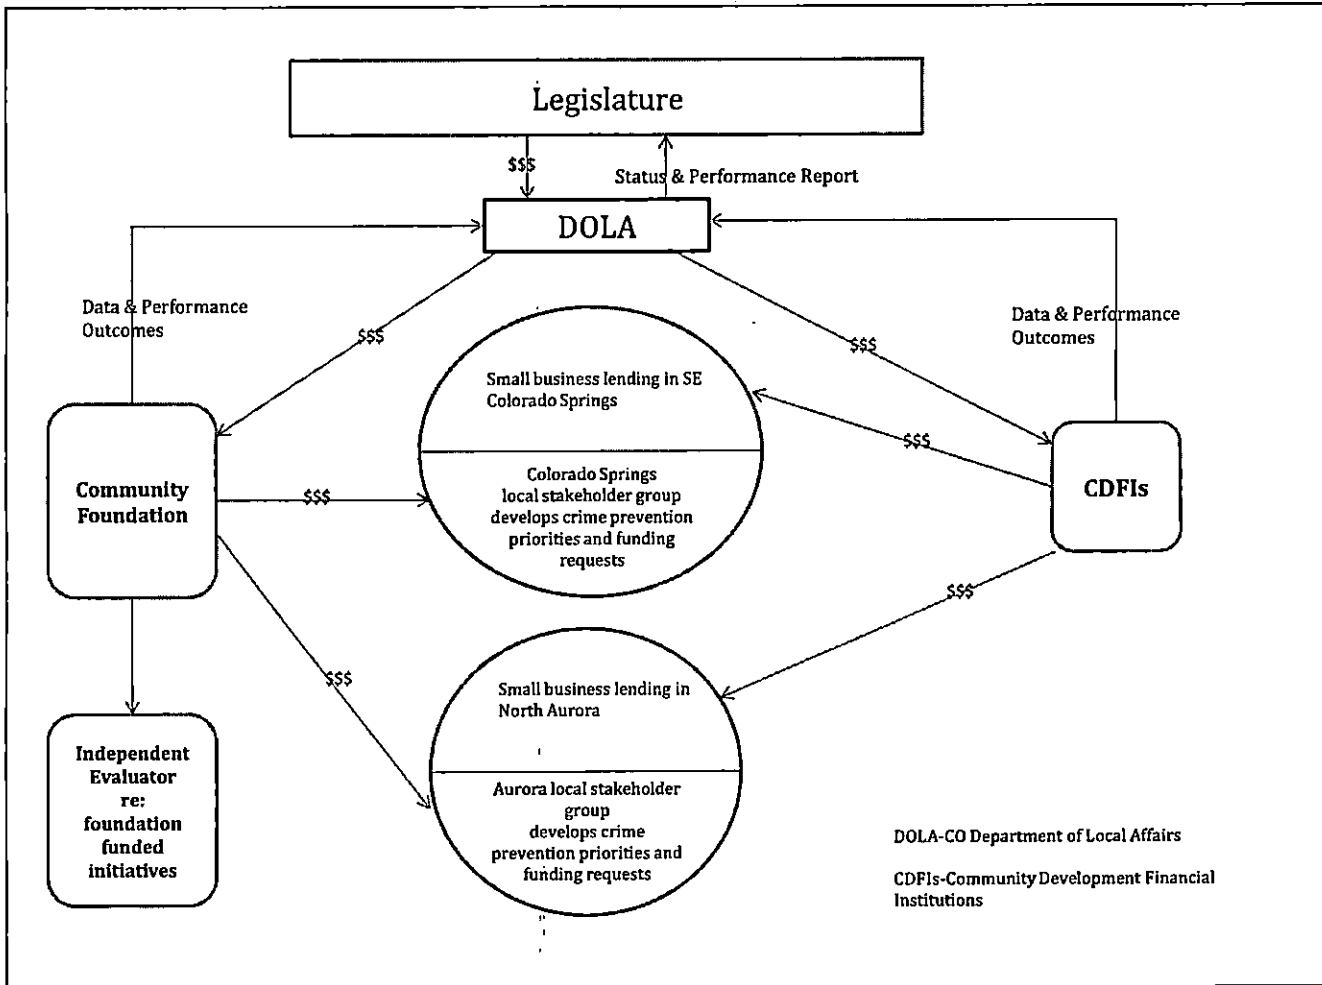 Legislature
$$$
Status & Performance Report
DOLA
Data & Performance
Outcomes
$$$
$$$
Data & Performance
Outcomes
Small business lending in SE
Colorado Springs
$$$
Colorado Springs
local stakeholder group
develops crime prevention
priorities and funding
requests
Community
Foundation
$$$
CDFIs
$$$
$$$
Small business lending in
North Aurora
Aurora local stakeholder
group
develops crime
prevention priorities and
funding requests
Independent
Evaluator
re:
foundation
funded
initiatives
DOLA-CO Department of Local Affairs
CDFIs-Community Development Financial
Institutions